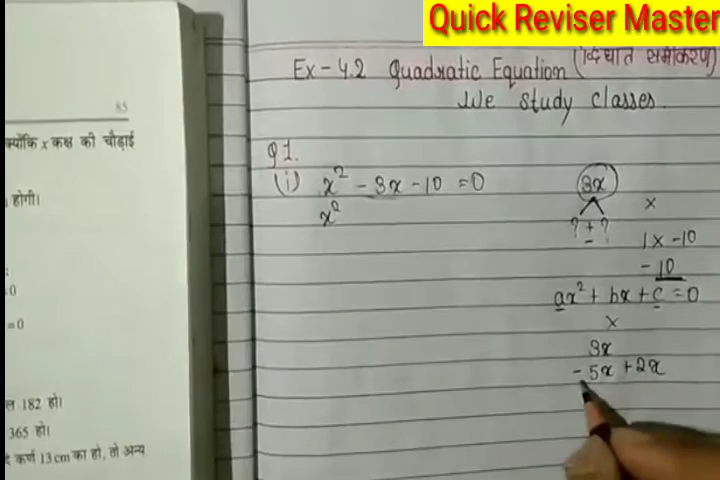 Quick Reviser Master
Ex-4.2 Quadratic Equation (द्विघात समीकरण)
We Study Classes.
Q1.
(i) x² - 3x - 10 = 0
x²
3x
x
? + ?
-
1 x -10
- 10
ax² + bx + c = 0
x
3x
- 5x + 2x
85
क्योंकि x कक्ष की चौड़ाई
होगी।
:0
= 0
ल 182 हो।
365 हो।
दे कर्ण 13 cm का हो, तो अन्य